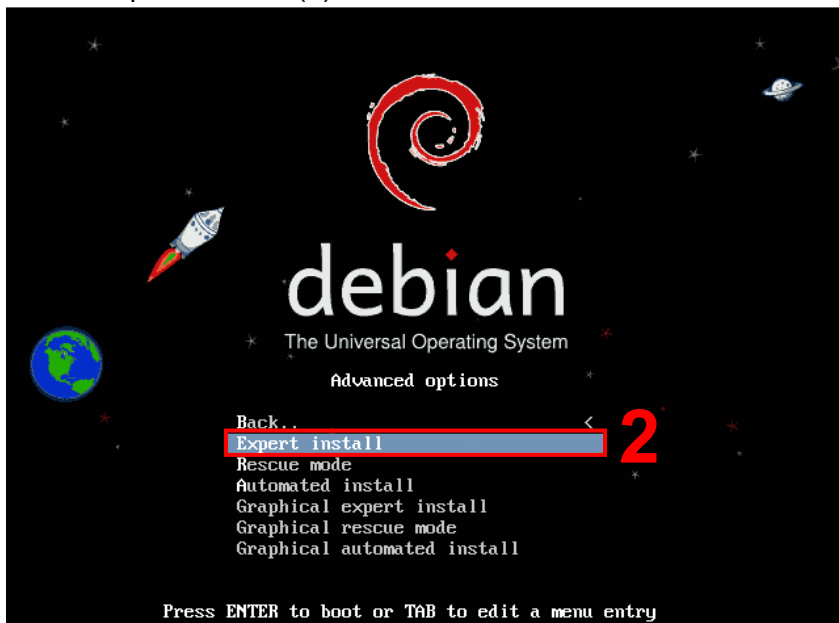 debian
The Universal Operating System
Advanced options
Back.. <
Expert install 2
Rescue mode
Automated install
Graphical expert install
Graphical rescue mode
Graphical automated install
Press ENTER to boot or TAB to edit a menu entry